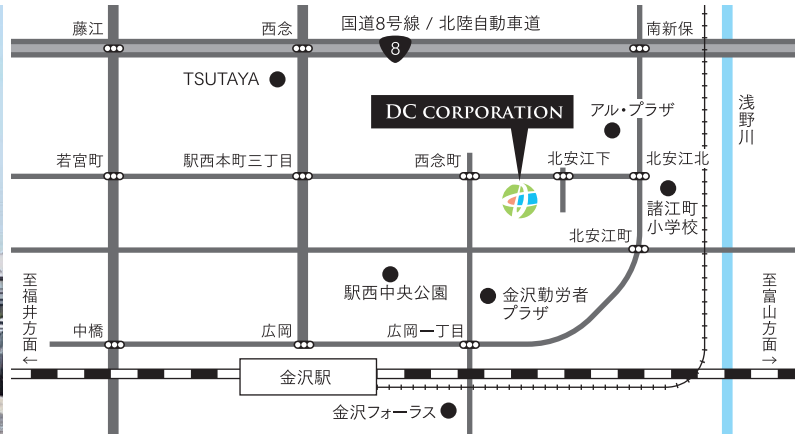 藤江
西念
国道8号線 / 北陸自動車道
8
南新保
TSUTAYA
DC CORPORATION
アル・プラザ
浅野川
若宮町
駅西本町三丁目
西念町
北安江下
北安江北
諸江町
小学校
北安江町
至福井方面
←
駅西中央公園
金沢勤労者
プラザ
至富山方面
→
中橋
広岡
広岡一丁目
金沢駅
金沢フォーラス